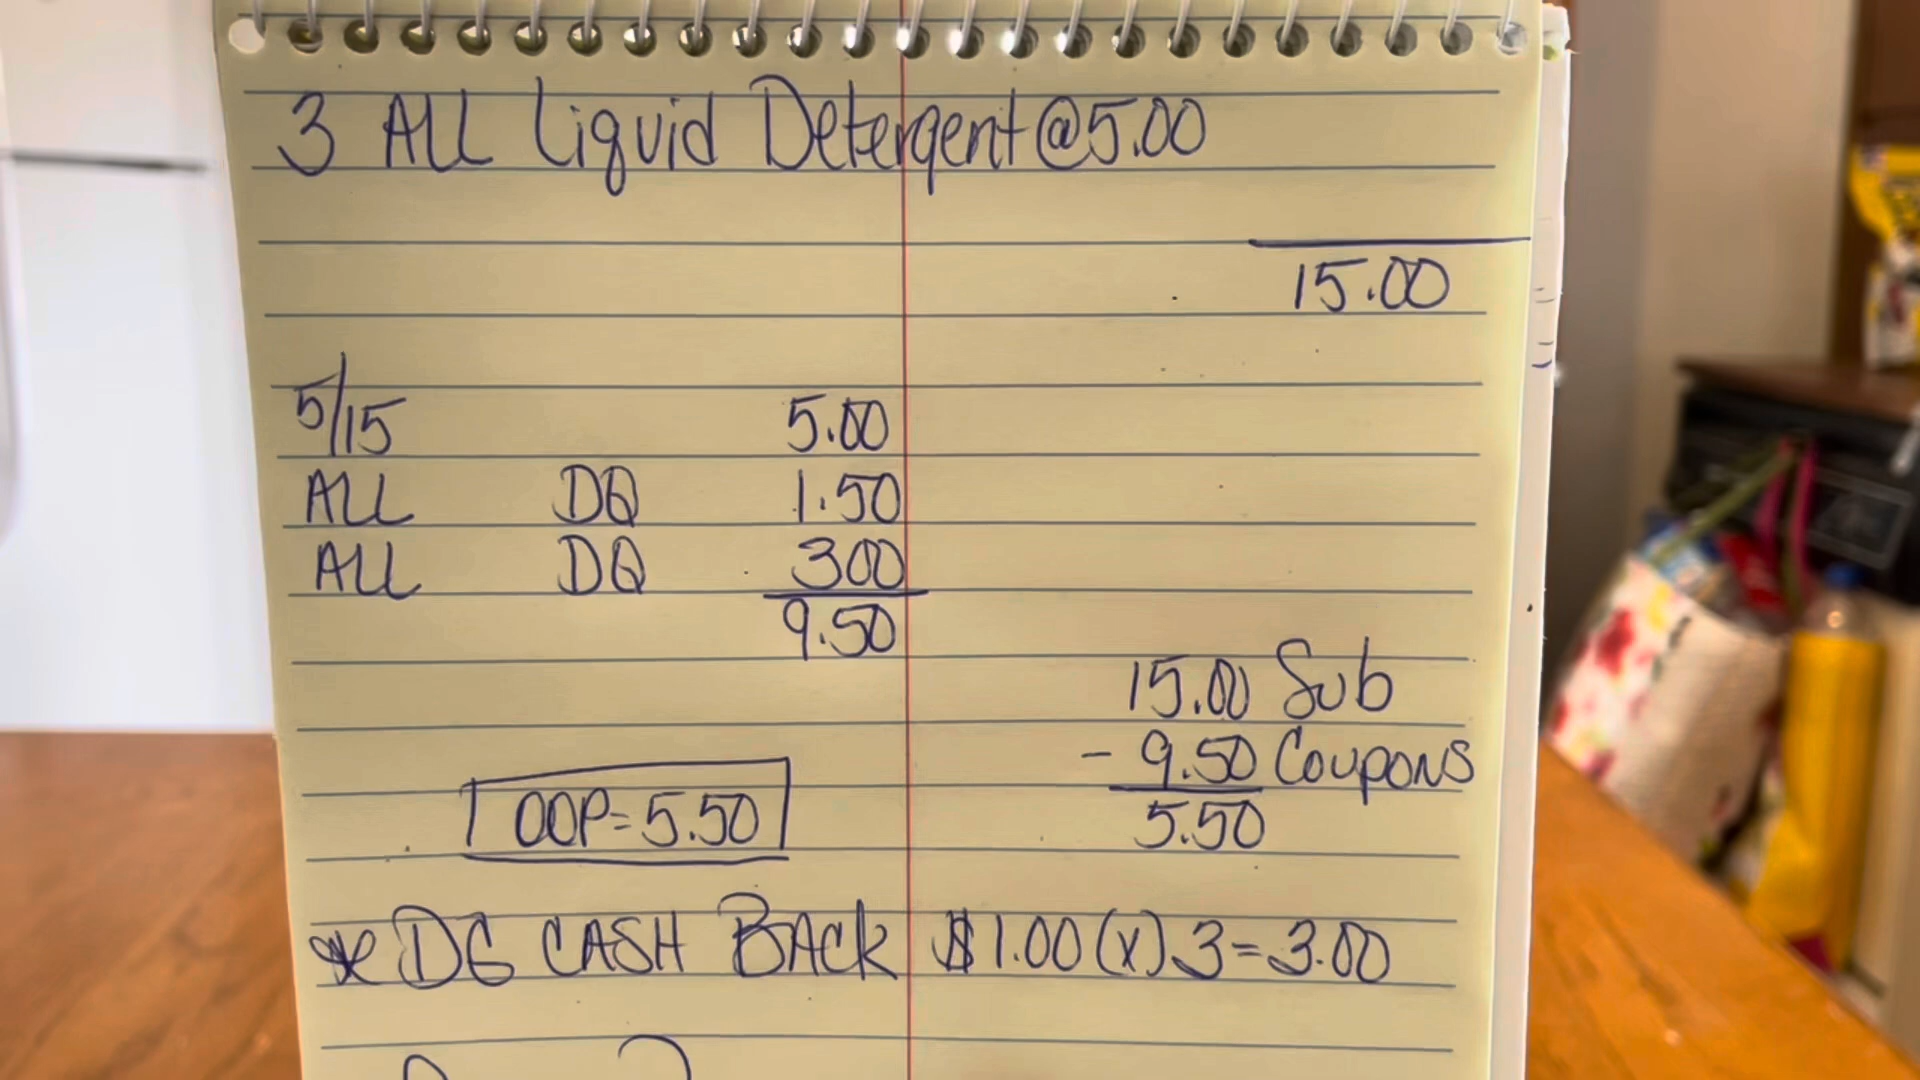 3 ALL Liquid Detergent @ 5.00
15.00
5/15 5.00
ALL DQ 1.50
ALL DQ 300
9.50
15.00 Sub
- 9.50 Coupons
5.50
OOP = 5.50
* DG CASH BACK $1.00 (x) 3 = 3.00